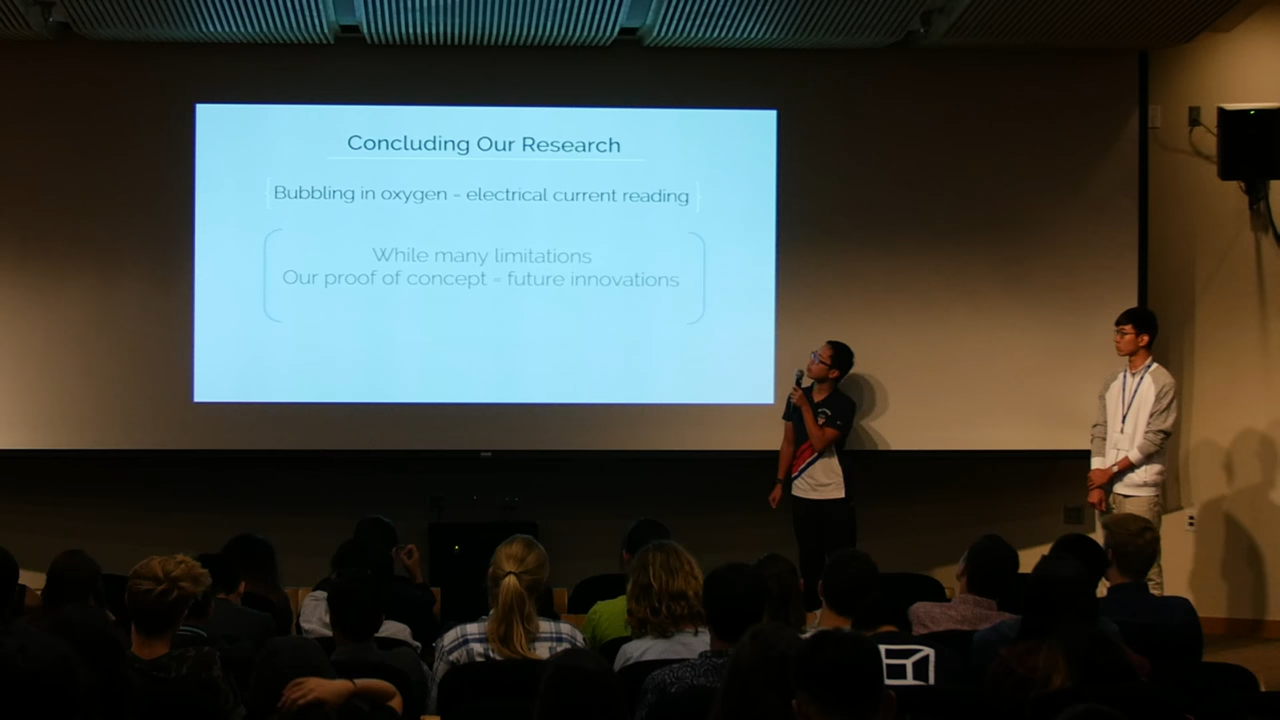 Concluding Our Research
Bubbling in oxygen = electrical current reading
While many limitations
Our proof of concept = future innovations